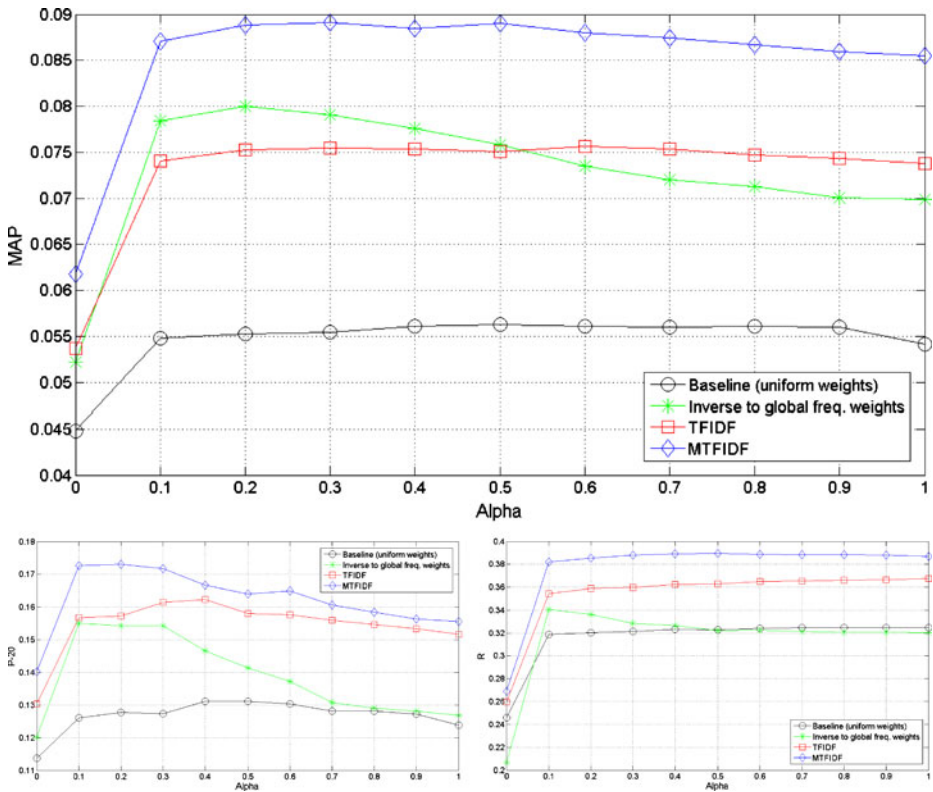 0.09
0.085
0.08
0.075
0.07
0.065
0.06
0.055
0.05
0.045
0.04
MAP
0 0.1 0.2 0.3 0.4 0.5 0.6 0.7 0.8 0.9 1
Alpha
Baseline (uniform weights)
Inverse to global freq. weights
TFIDF
MTFIDF
0.18
0.17
0.16
0.15
0.14
0.13
0.12
0.11
P-20
0 0.1 0.2 0.3 0.4 0.5 0.6 0.7 0.8 0.9 1
Alpha
Baseline (uniform weights)
Inverse to global freq. weights
TFIDF
MTFIDF
0.4
0.38
0.36
0.34
0.32
0.3
0.28
0.26
0.24
0.22
0.2
R
0 0.1 0.2 0.3 0.4 0.5 0.6 0.7 0.8 0.9 1
Alpha
Baseline (uniform weights)
Inverse to global freq. weights
TFIDF
MTFIDF